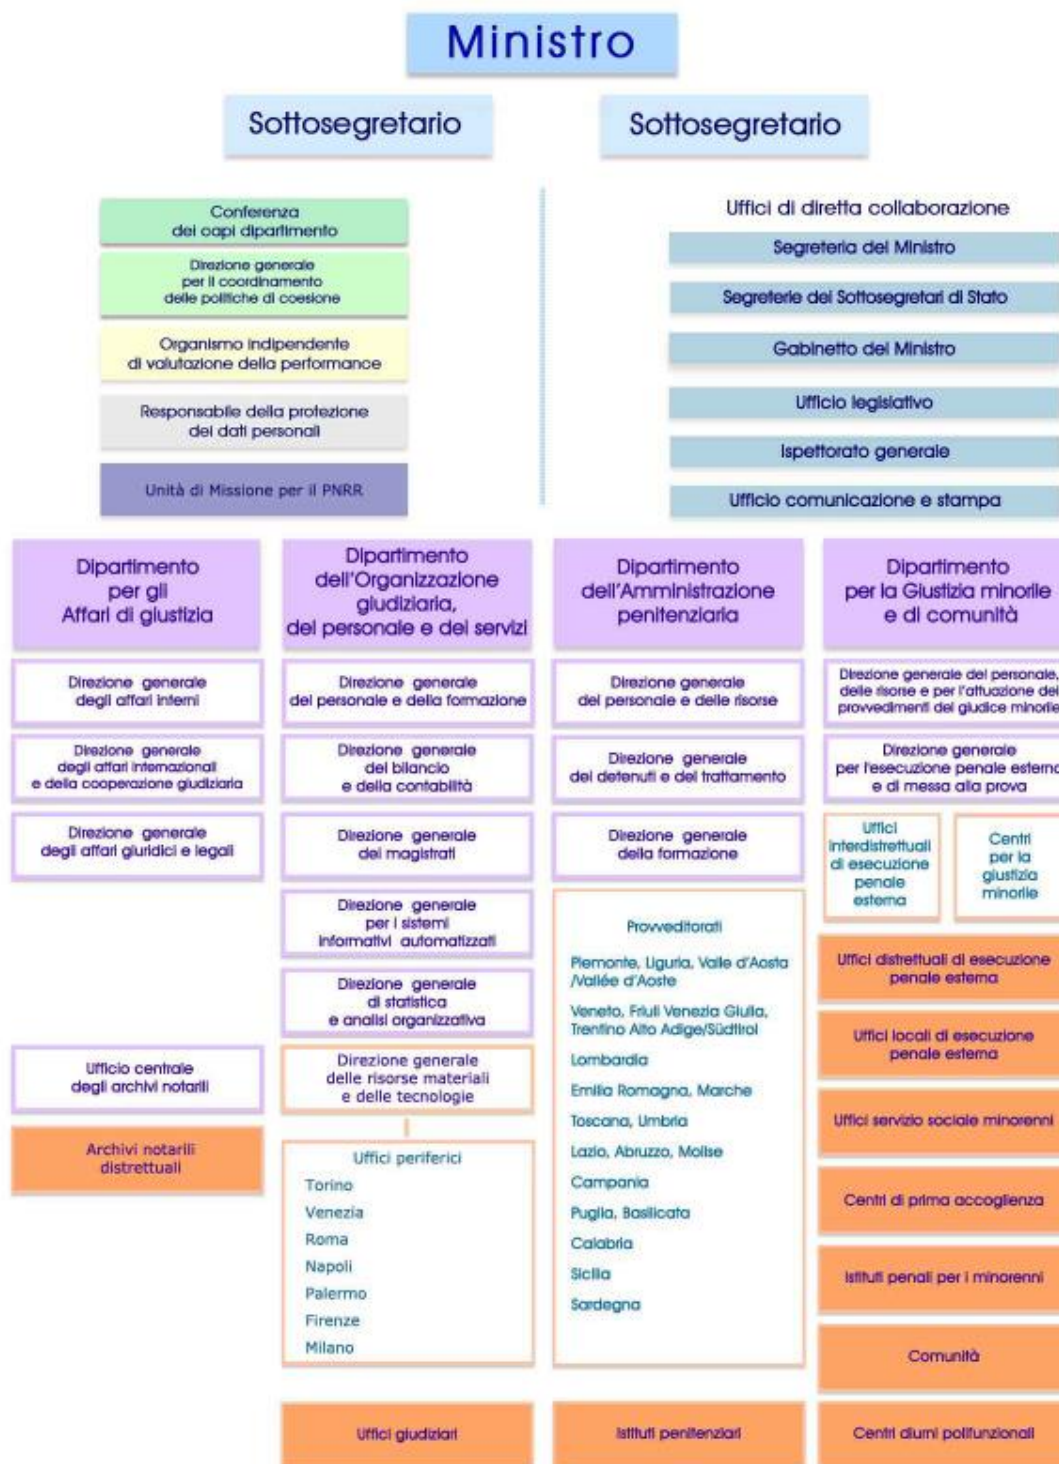 Ministro
Sottosegretario
Sottosegretario
Conferenza
dei capi dipartimento
Direzione generale
per il coordinamento
delle politiche di coesione
Organismo indipendente
di valutazione della performance
Responsabile della protezione
dei dati personali
Unità di Missione per il PNRR
Uffici di diretta collaborazione
Segreteria del Ministro
Segreterie dei Sottosegretari di Stato
Gabinetto del Ministro
Ufficio legislativo
Ispettorato generale
Ufficio comunicazione e stampa
Dipartimento
per gli
Affari di giustizia
Direzione generale
degli affari interni
Direzione generale
degli affari internazionali
e della cooperazione giudiziaria
Direzione generale
degli affari giuridici e legali
Ufficio centrale
degli archivi notarili
Archivi notarili
distrettuali
Dipartimento
dell'Organizzazione
giudiziaria,
del personale e dei servizi
Direzione generale
del personale e della formazione
Direzione generale
del bilancio
e della contabilità
Direzione generale
dei magistrati
Direzione generale
per i sistemi
informativi automatizzati
Direzione generale
di statistica
e analisi organizzativa
Direzione generale
delle risorse materiali
e delle tecnologie
Uffici periferici
Torino
Venezia
Roma
Napoli
Palermo
Firenze
Milano
Uffici giudiziari
Dipartimento
dell'Amministrazione
penitenziaria
Direzione generale
del personale e delle risorse
Direzione generale
dei detenuti e del trattamento
Direzione generale
della formazione
Provveditorati
Piemonte, Liguria, Valle d'Aosta
/Vallée d'Aoste
Veneto, Friuli Venezia Giulia,
Trentino Alto Adige/Südtirol
Lombardia
Emilia Romagna, Marche
Toscana, Umbria
Lazio, Abruzzo, Molise
Campania
Puglia, Basilicata
Calabria
Sicilia
Sardegna
Istituti penitenziari
Dipartimento
per la Giustizia minorile
e di comunità
Direzione generale del personale,
delle risorse e per l'attuazione dei
provvedimenti del giudice minorile
Direzione generale
per l'esecuzione penale esterna
e di messa alla prova
Uffici
interdistrettuali
di esecuzione
penale
esterna
Centri
per la
giustizia
minorile
Uffici distrettuali di esecuzione
penale esterna
Uffici locali di esecuzione
penale esterna
Uffici servizio sociale minorenni
Centri di prima accoglienza
Istituti penali per i minorenni
Comunità
Centri diurni polifunzionali